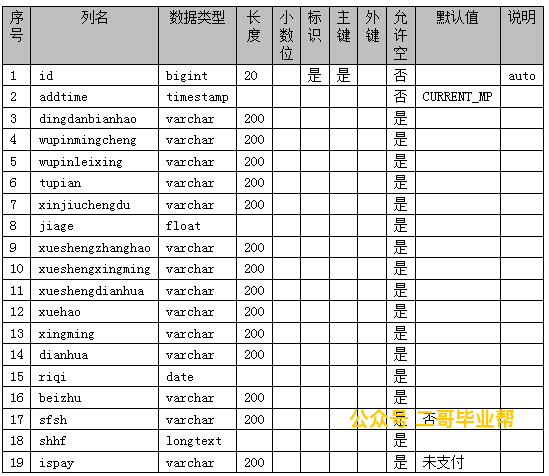 序号 列名 数据类型 长度 小数位 标识 主键 外键 允许空 默认值 说明
1 id bigint 20 是 是 否 auto
2 addtime timestamp 否 CURRENT_MP
3 dingdanbianhao varchar 200 是
4 wupinmingcheng varchar 200 是
5 wupinleixing varchar 200 是
6 tupian varchar 200 是
7 xinjiuchengdu varchar 200 是
8 jiage float 是
9 xueshengzhanghao varchar 200 是
10 xueshengxingming varchar 200 是
11 xueshengdianhua varchar 200 是
12 xuehao varchar 200 是
13 xingming varchar 200 是
14 dianhua varchar 200 是
15 riqi date 是
16 beizhu varchar 200 是
17 sfsh varchar 200 是 否
公众号 二哥毕业帮
18 shhf longtext 是
19 ispay varchar 200 是 未支付